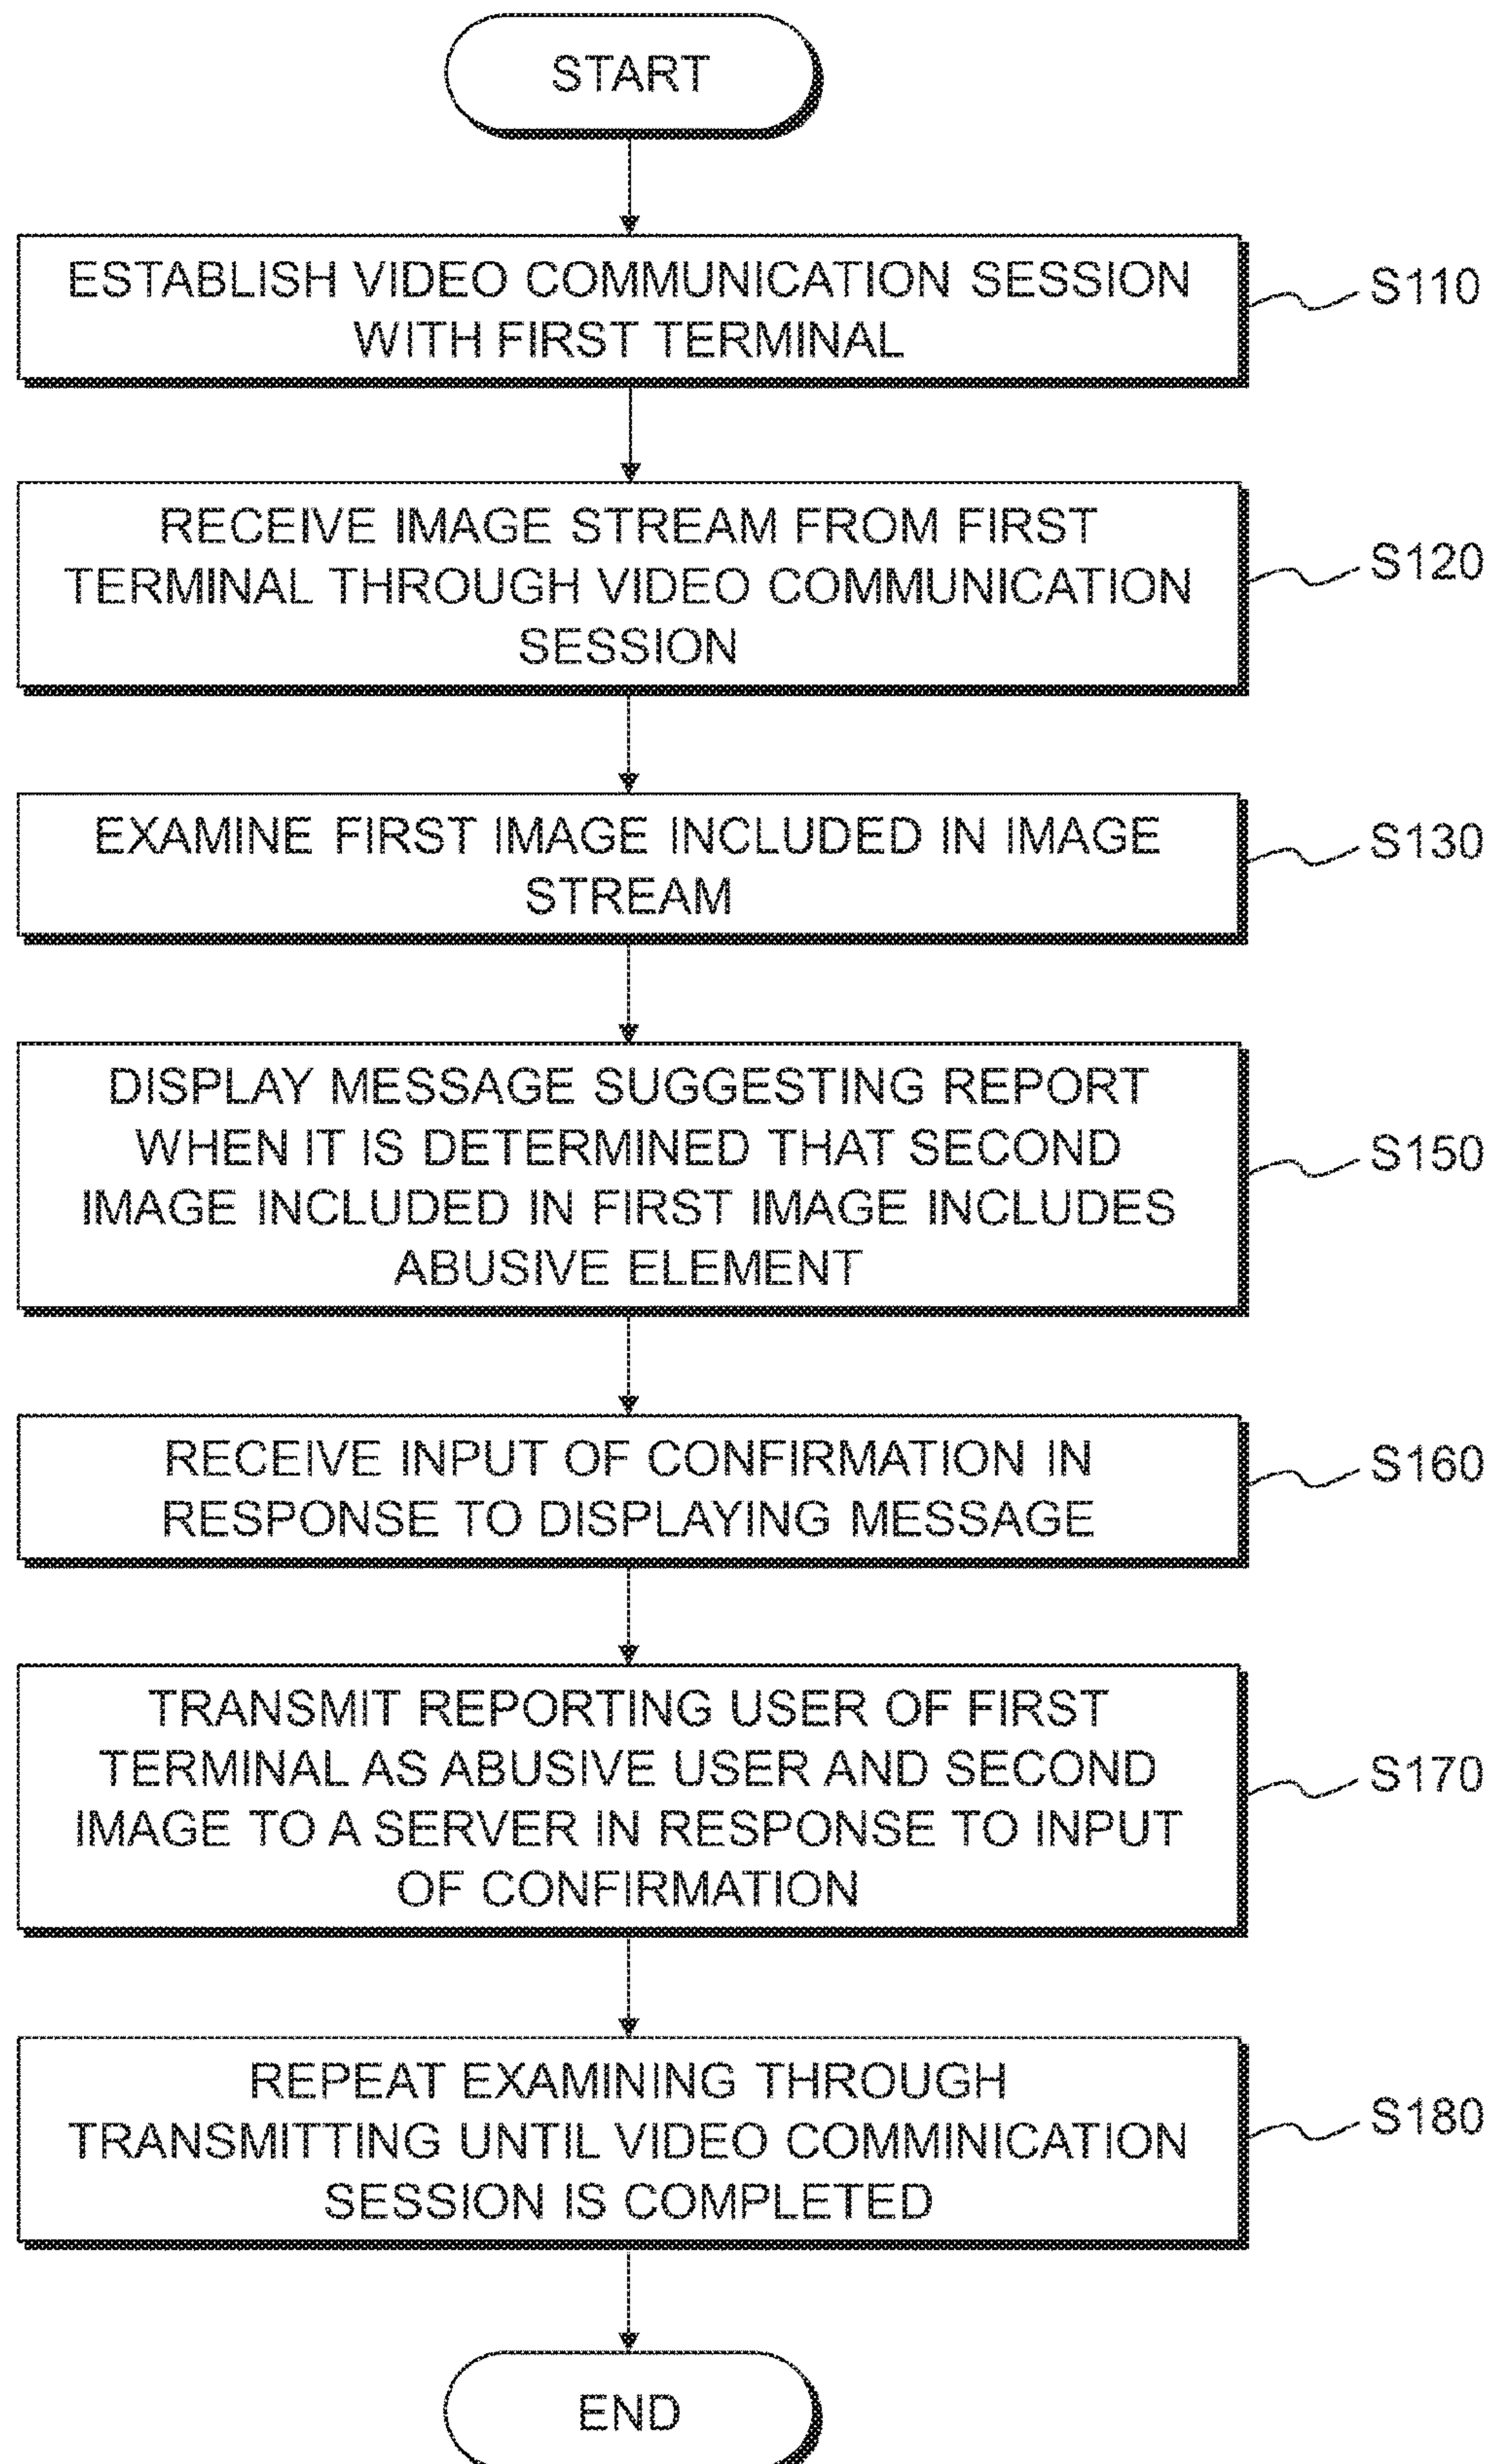 START
ESTABLISH VIDEO COMMUNICATION SESSION
WITH FIRST TERMINAL
S110
RECEIVE IMAGE STREAM FROM FIRST
TERMINAL THROUGH VIDEO COMMUNICATION
SESSION
S120
EXAMINE FIRST IMAGE INCLUDED IN IMAGE
STREAM
S130
DISPLAY MESSAGE SUGGESTING REPORT
WHEN IT IS DETERMINED THAT SECOND
IMAGE INCLUDED IN FIRST IMAGE INCLUDES
ABUSIVE ELEMENT
S150
RECEIVE INPUT OF CONFIRMATION IN
RESPONSE TO DISPLAYING MESSAGE
S160
TRANSMIT REPORTING USER OF FIRST
TERMINAL AS ABUSIVE USER AND SECOND
IMAGE TO A SERVER IN RESPONSE TO INPUT
OF CONFIRMATION
S170
REPEAT EXAMINING THROUGH
TRANSMITTING UNTIL VIDEO COMMINICATION
SESSION IS COMPLETED
S180
END